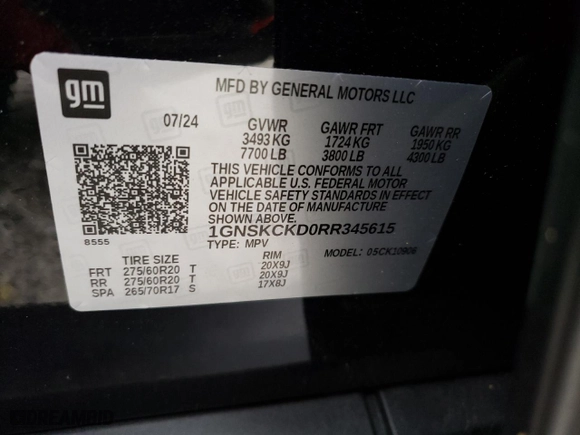 gm
MFD BY GENERAL MOTORS LLC
07/24 GVWR GAWR FRT GAWR RR
3493 KG 1724 KG 1950 KG
7700 LB 3800 LB 4300 LB
THIS VEHICLE CONFORMS TO ALL
APPLICABLE U.S. FEDERAL MOTOR
VEHICLE SAFETY STANDARDS IN EFFECT
ON THE DATE OF MANUFACTURE
8555 1GNSKCKD0RR345615
TYPE: MPV MODEL: 05CK10906
TIRE SIZE RIM
FRT 275/60R20 T 20X9J
RR 275/60R20 T 20X9J
SPA 265/70R17 S 17X8J